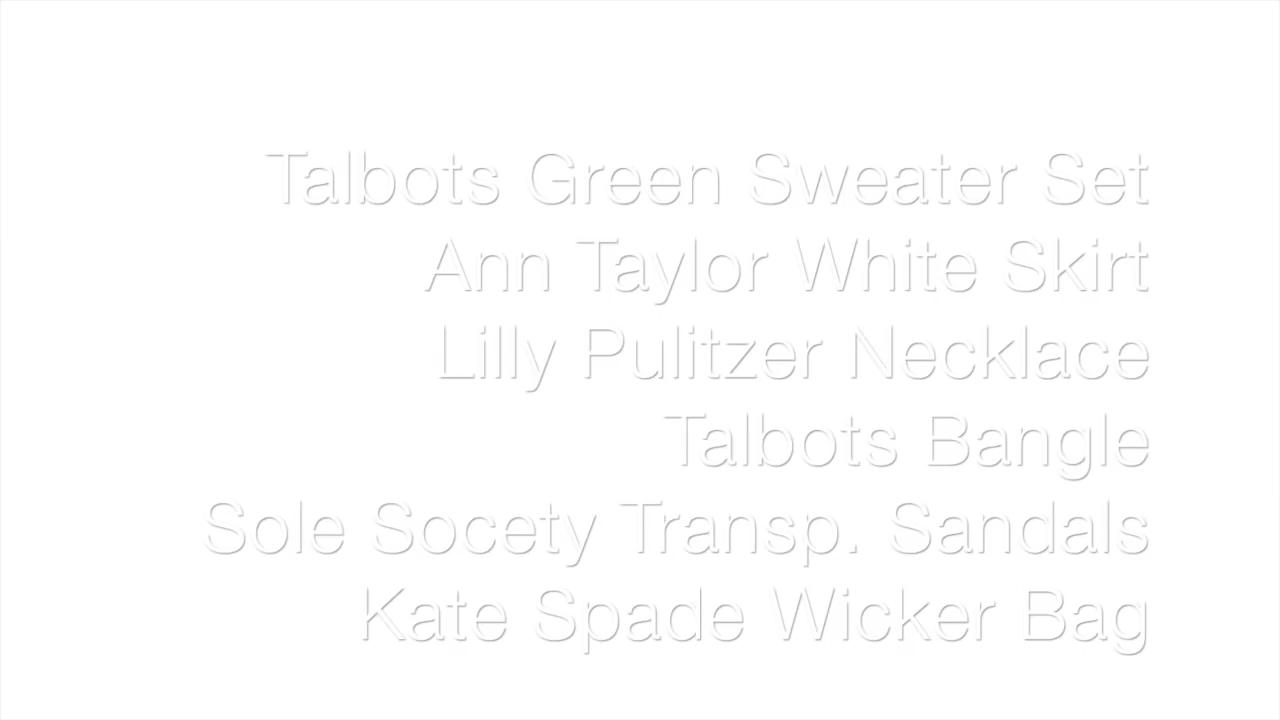 Talbots Green Sweater Set
Ann Taylor White Skirt
Lilly Pulitzer Necklace
Talbots Bangle
Sole Socety Transp. Sandals
Kate Spade Wicker Bag